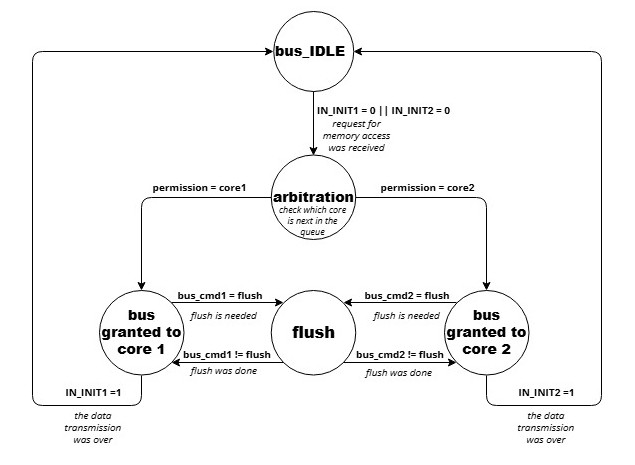 bus_IDLE
IN_INIT1 = 0 || IN_INIT2 = 0
request for
memory access
was received
permission = core1
arbitration
permission = core2
check which core
is next in the
queue
bus_cmd1 = flush
bus_cmd2 = flush
flush is needed
flush is needed
bus
granted to
core 1
flush
bus
granted to
core 2
bus_cmd1 != flush
bus_cmd2 != flush
flush was done
flush was done
IN_INIT1 =1
IN_INIT2 =1
the data
transmission
was over
the data
transmission
was over